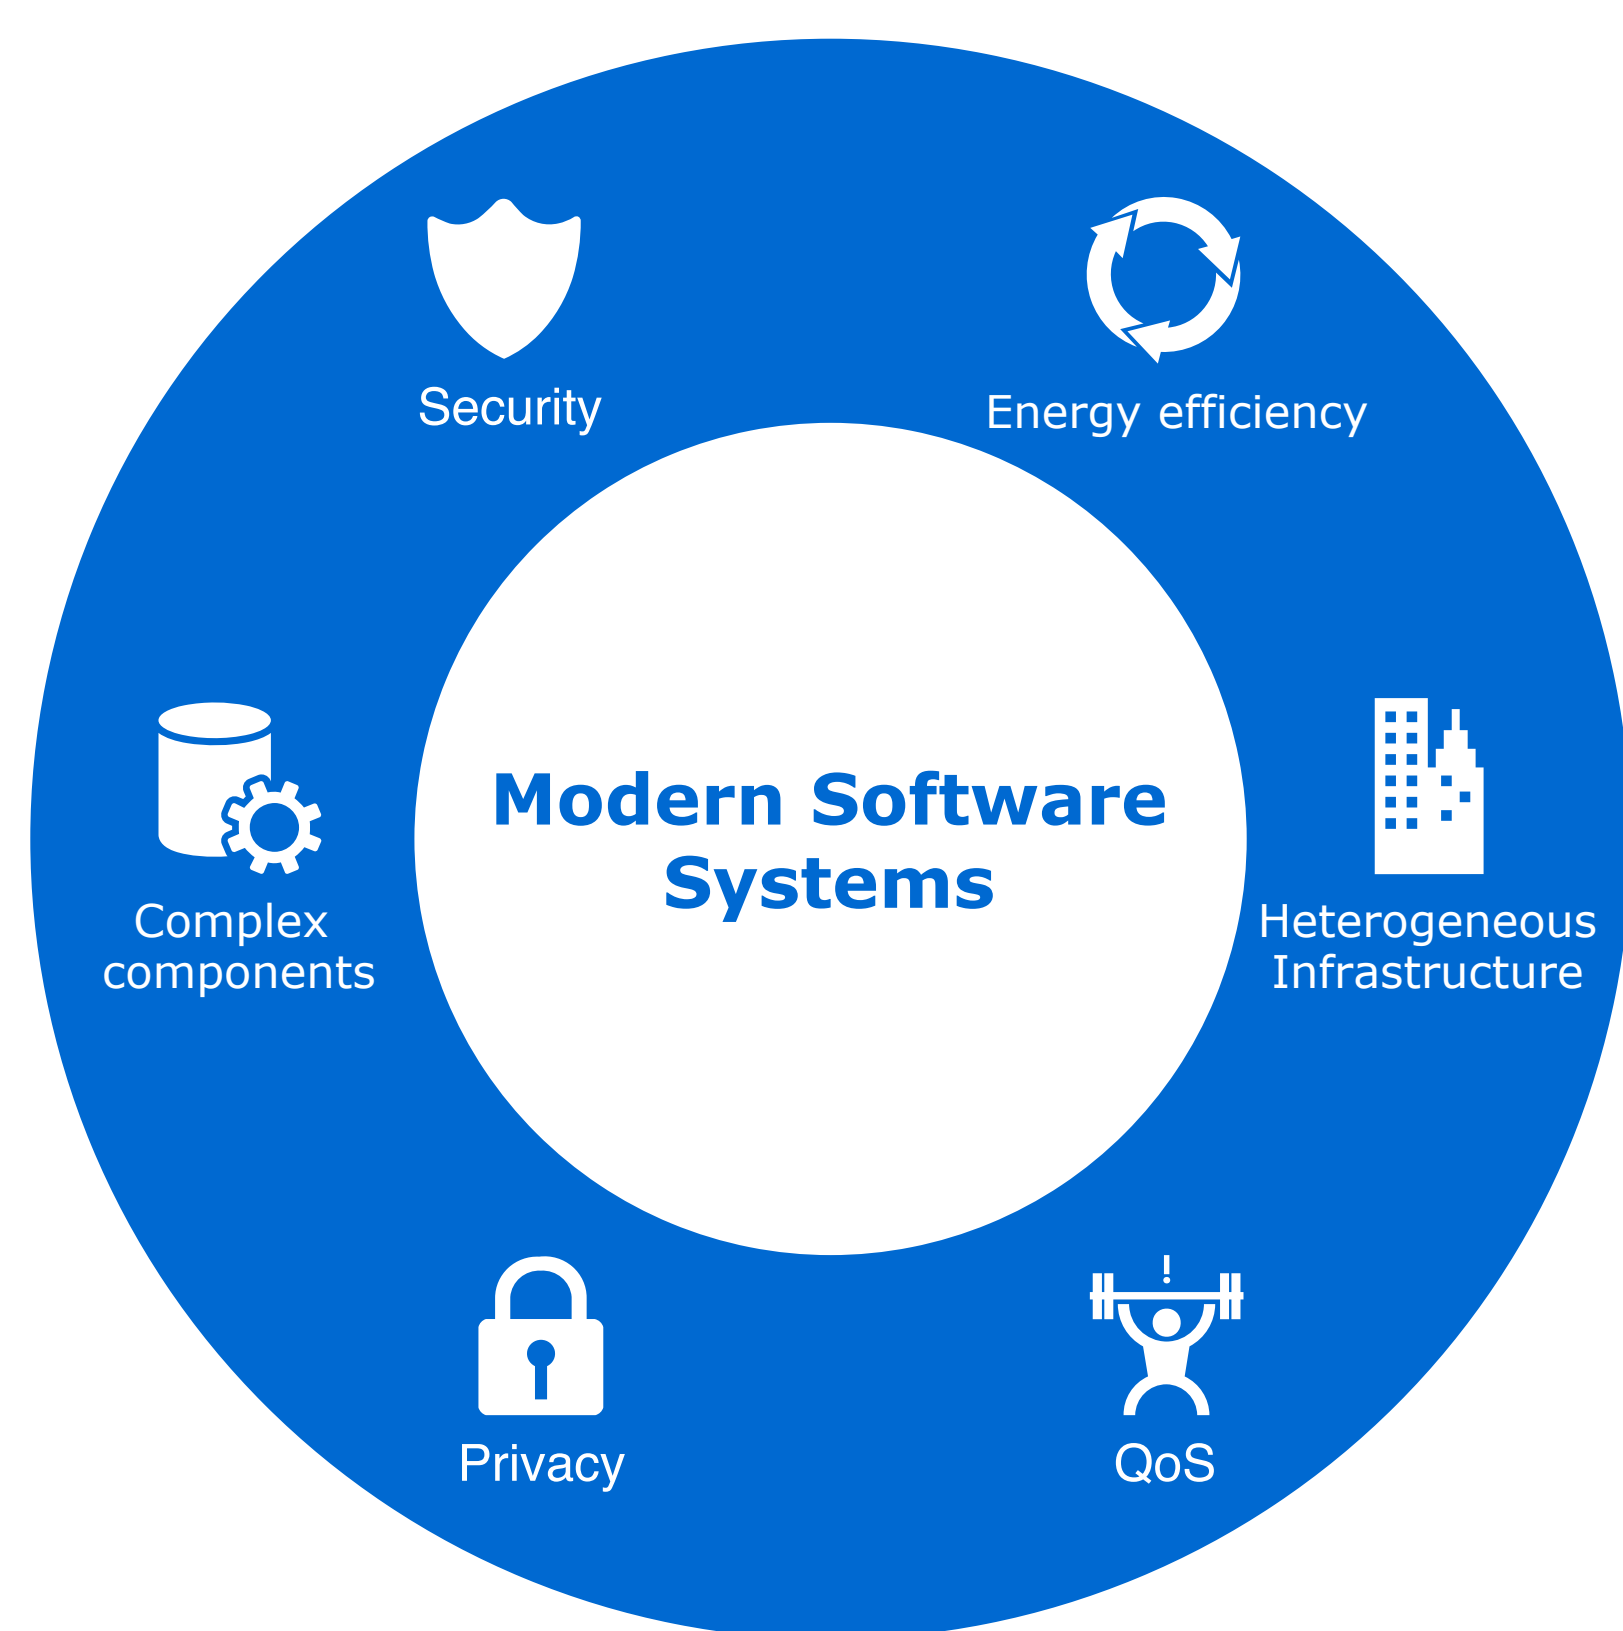 Security
Energy efficiency
Modern Software
Systems
Complex
components
Heterogeneous
Infrastructure
Privacy
QoS